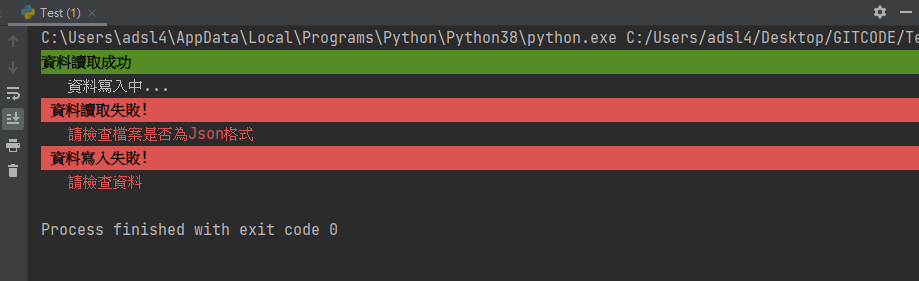 Test (1)
C:\Users\adsl4\AppData\Local\Programs\Python\Python38\python.exe C:/Users/adsl4/Desktop/GITCODE/Te
資料讀取成功
資料寫入中...
資料讀取失敗!
請檢查檔案是否為Json格式
資料寫入失敗!
請檢查資料
Process finished with exit code 0